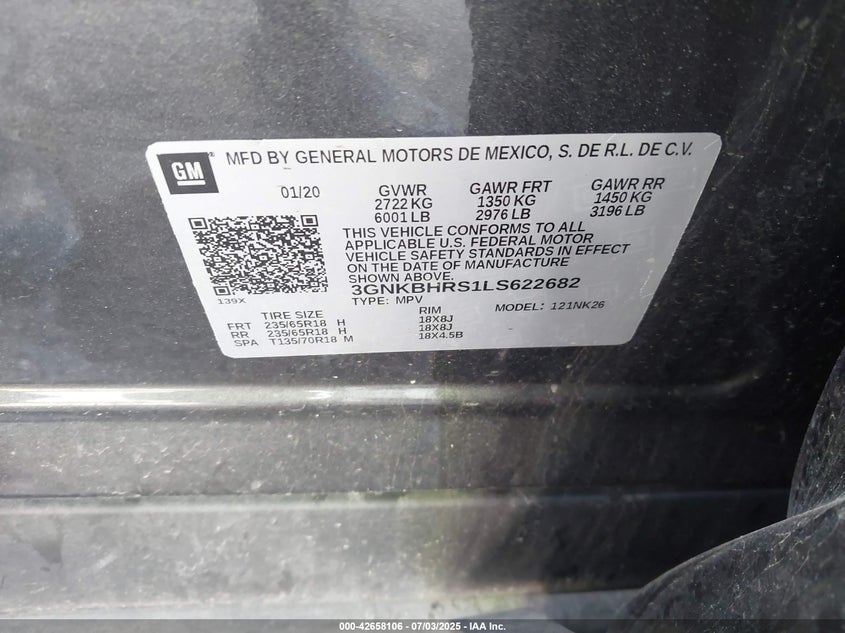 GM ® MFD BY GENERAL MOTORS DE MEXICO, S. DE R.L. DE C.V.
01/20 GVWR GAWR FRT GAWR RR
2722 KG 1350 KG 1450 KG
6001 LB 2976 LB 3196 LB
THIS VEHICLE CONFORMS TO ALL
APPLICABLE U.S. FEDERAL MOTOR
VEHICLE SAFETY STANDARDS IN EFFECT
ON THE DATE OF MANUFACTURE
SHOWN ABOVE.
139X 3GNKBHRS1LS622682
TYPE: MPV MODEL: 121NK26
TIRE SIZE RIM
FRT 235/65R18 H 18X8J
RR 235/65R18 H 18X8J
SPA T135/70R18 M 18X4.5B
000-42658106 - 07/03/2025 - IAA Inc.